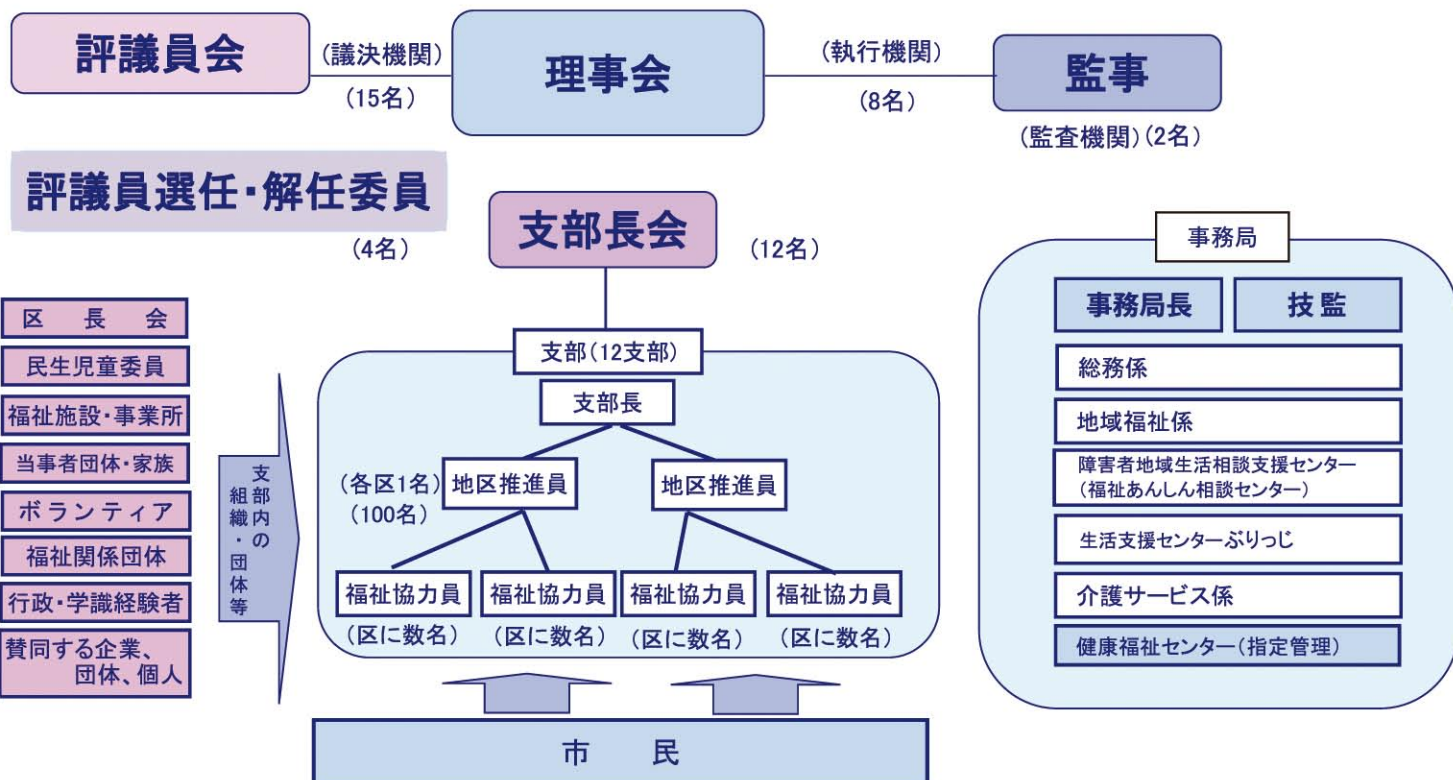 評議員会
(議決機関)
(15名)
理事会
(執行機関)
(8名)
監事
(監査機関)(2名)
評議員選任・解任委員
(4名)
支部長会
(12名)
区 長 会
民生児童委員
福祉施設・事業所
当事者団体・家族
ボランティア
福祉関係団体
行政・学識経験者
賛同する企業、
団体、個人
支部内の
組織・団体等
支部(12支部)
支部長
(各区1名)
(100名)
地区推進員
地区推進員
福祉協力員
福祉協力員
福祉協力員
福祉協力員
(区に数名)
(区に数名)
(区に数名)
(区に数名)
市 民
事務局
事務局長
技監
総務係
地域福祉係
障害者地域生活相談支援センター
(福祉あんしん相談センター)
生活支援センターぶりっじ
介護サービス係
健康福祉センター(指定管理)